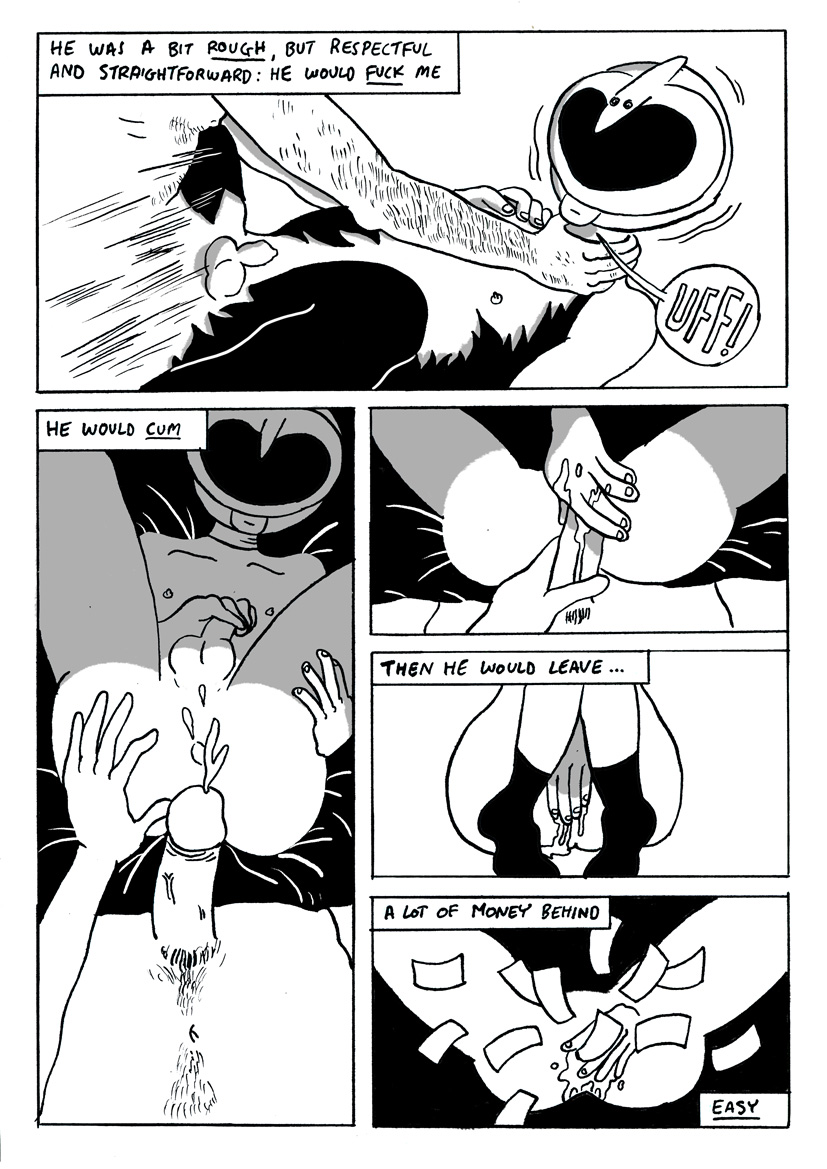 HE WAS A BIT ROUGH, BUT RESPECTFUL
AND STRAIGHTFORWARD: HE WOULD FUCK ME
UFF!
HE WOULD CUM
THEN HE WOULD LEAVE...
A LOT OF MONEY BEHIND
EASY